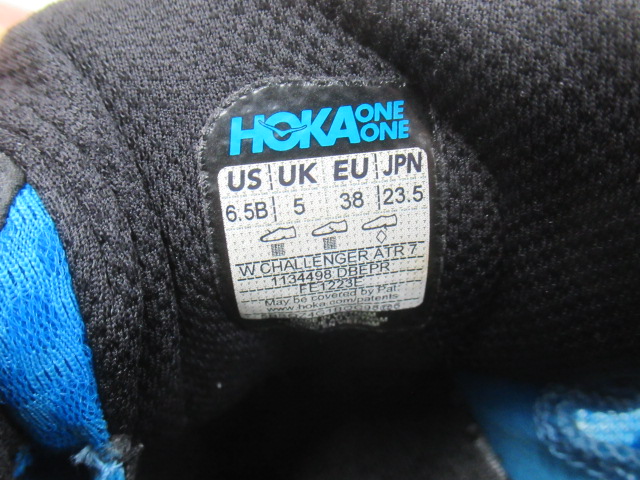 HOKA ONE ONE
US UK EU JPN
6.5B 5 38 23.5
W CHALLENGER ATR 7
1134498 DBEPR
FE1223F
May be covered by Pat.
www.hoka.com/patents